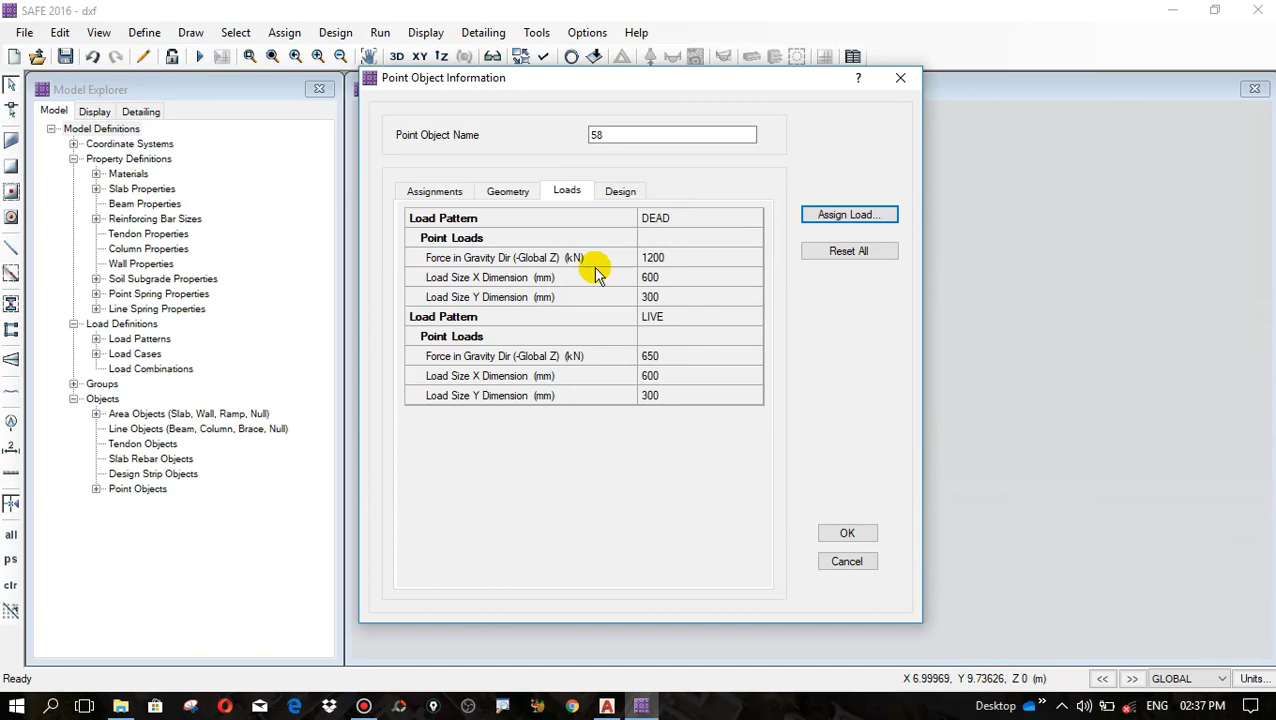 SAFE 2016 - dxf
File Edit View Define Draw Select Assign Design Run Display Detailing Tools Options Help
3D XY
Model Explorer
Model Display Detailing
Model Definitions
Coordinate Systems
Property Definitions
Materials
Slab Properties
Beam Properties
Reinforcing Bar Sizes
Tendon Properties
Column Properties
Wall Properties
Soil Subgrade Properties
Point Spring Properties
Line Spring Properties
Load Definitions
Load Patterns
Load Cases
Load Combinations
Groups
Objects
Area Objects (Slab, Wall, Ramp, Null)
Line Objects (Beam, Column, Brace, Null)
Tendon Objects
Slab Rebar Objects
Design Strip Objects
Point Objects
all
ps
clr
Point Object Information
?
Point Object Name 58
Assignments Geometry Loads Design
Load Pattern DEAD
Point Loads
Force in Gravity Dir (-Global Z) (kN) 1200
Load Size X Dimension (mm) 600
Load Size Y Dimension (mm) 300
Load Pattern LIVE
Point Loads
Force in Gravity Dir (-Global Z) (kN) 650
Load Size X Dimension (mm) 600
Load Size Y Dimension (mm) 300
Assign Load...
Reset All
OK
Cancel
Ready
X 6.99969, Y 9.73626, Z 0 (m) << >> GLOBAL Units...
Desktop ENG 02:37 PM